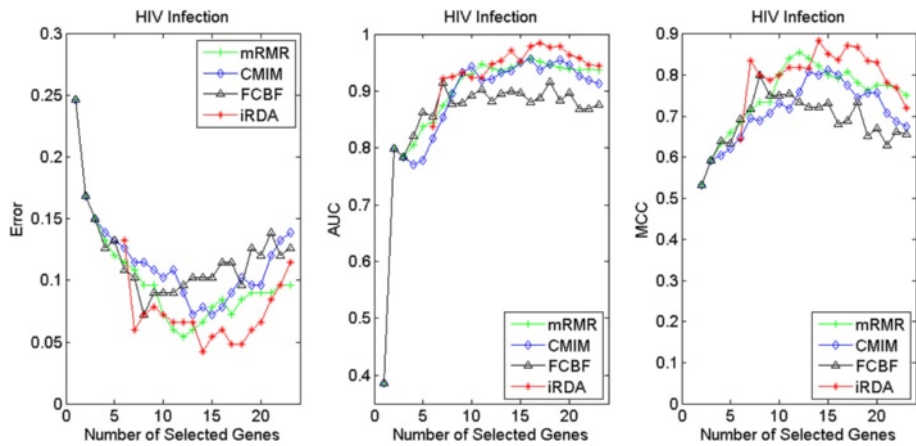 HIV Infection
0.3
0.25
0.2
0.15
0.1
0.05
0
Error
0 5 10 15 20
Number of Selected Genes
mRMR
CMIM
FCBF
iRDA
HIV Infection
1
0.9
0.8
0.7
0.6
0.5
0.4
AUC
0 5 10 15 20
Number of Selected Genes
mRMR
CMIM
FCBF
iRDA
HIV Infection
0.9
0.8
0.7
0.6
0.5
0.4
0.3
0.2
0.1
0
MCC
0 5 10 15 20
Number of Selected Genes
mRMR
CMIM
FCBF
iRDA